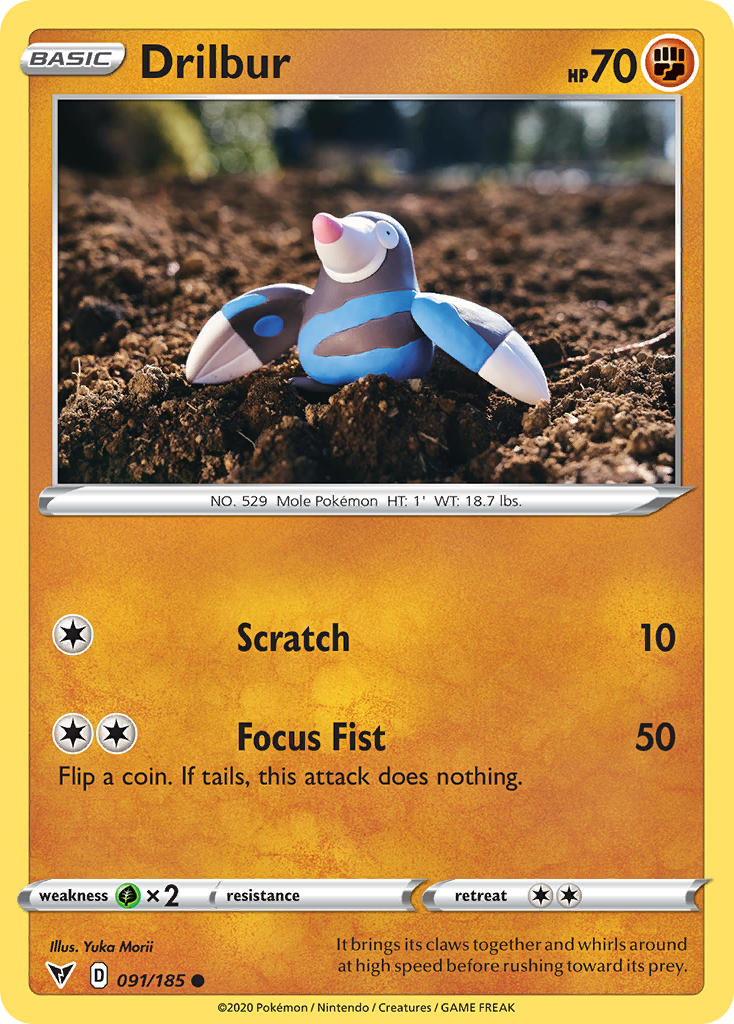 BASIC Drilbur HP 70
NO. 529 Mole Pokémon HT: 1' WT: 18.7 lbs.
Scratch 10
Focus Fist 50
Flip a coin. If tails, this attack does nothing.
weakness ×2 resistance retreat
Illus. Yuka Morii
It brings its claws together and whirls around
at high speed before rushing toward its prey.
D 091/185
©2020 Pokémon / Nintendo / Creatures / GAME FREAK